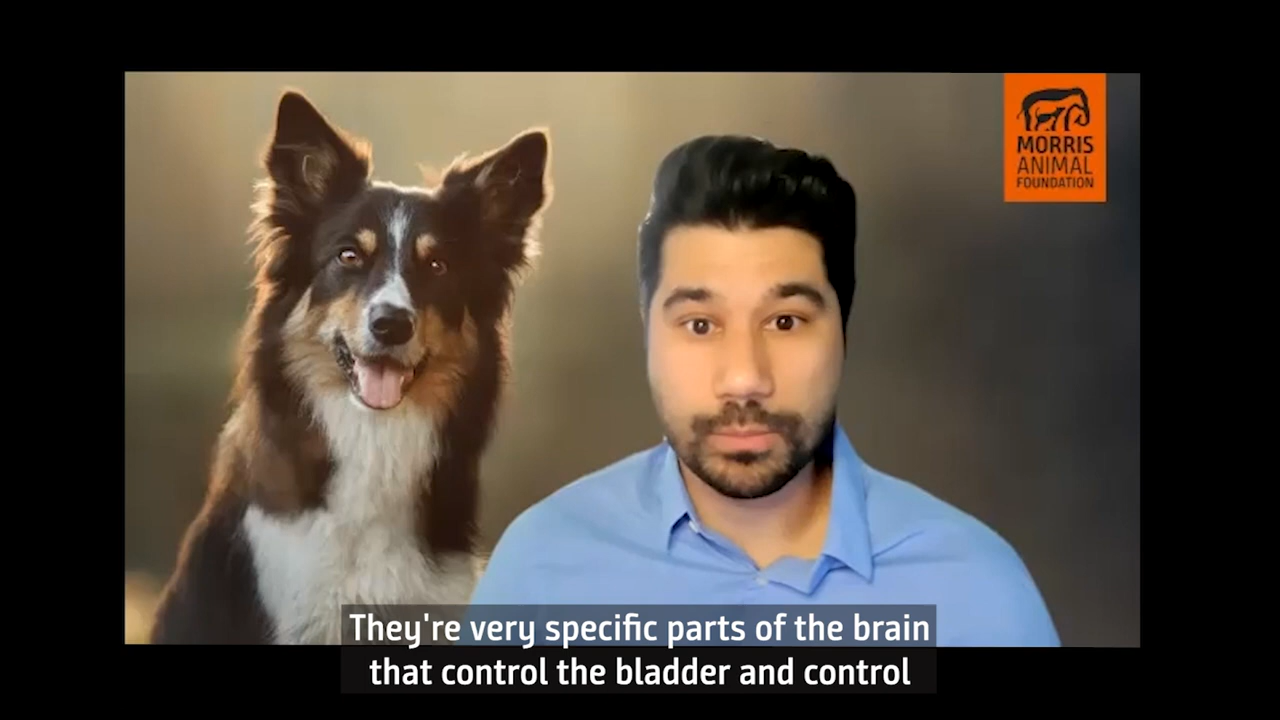 MORRIS
ANIMAL
FOUNDATION
They're very specific parts of the brain
that control the bladder and control